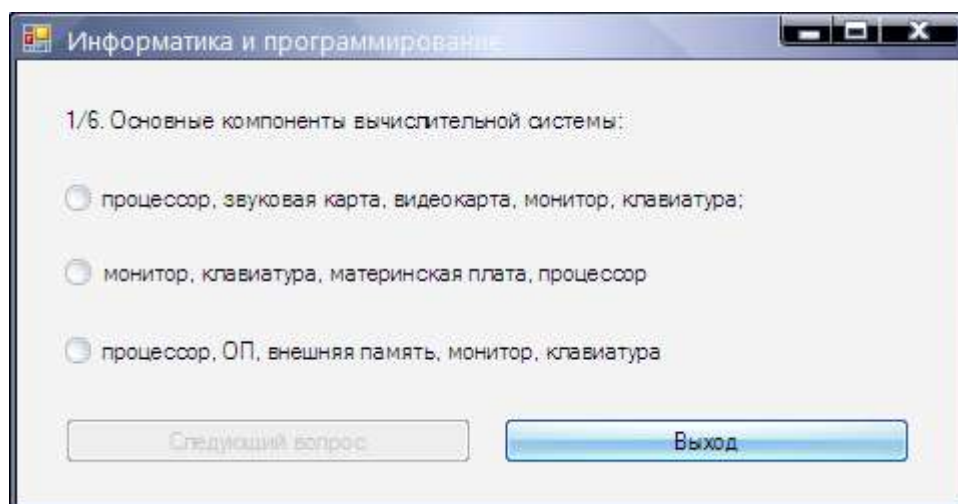 Информатика и программирование
1/6. Основные компоненты вычислительной системы:
процессор, звуковая карта, видеокарта, монитор, клавиатура;
монитор, клавиатура, материнская плата, процессор
процессор, ОП, внешняя память, монитор, клавиатура
Следующий вопрос
Выход